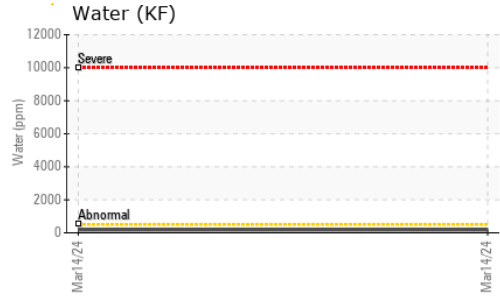 Water (KF)
12000
10000
8000
6000
4000
2000
0
Water (ppm)
Severe
Abnormal
Mar14/24
Mar14/24